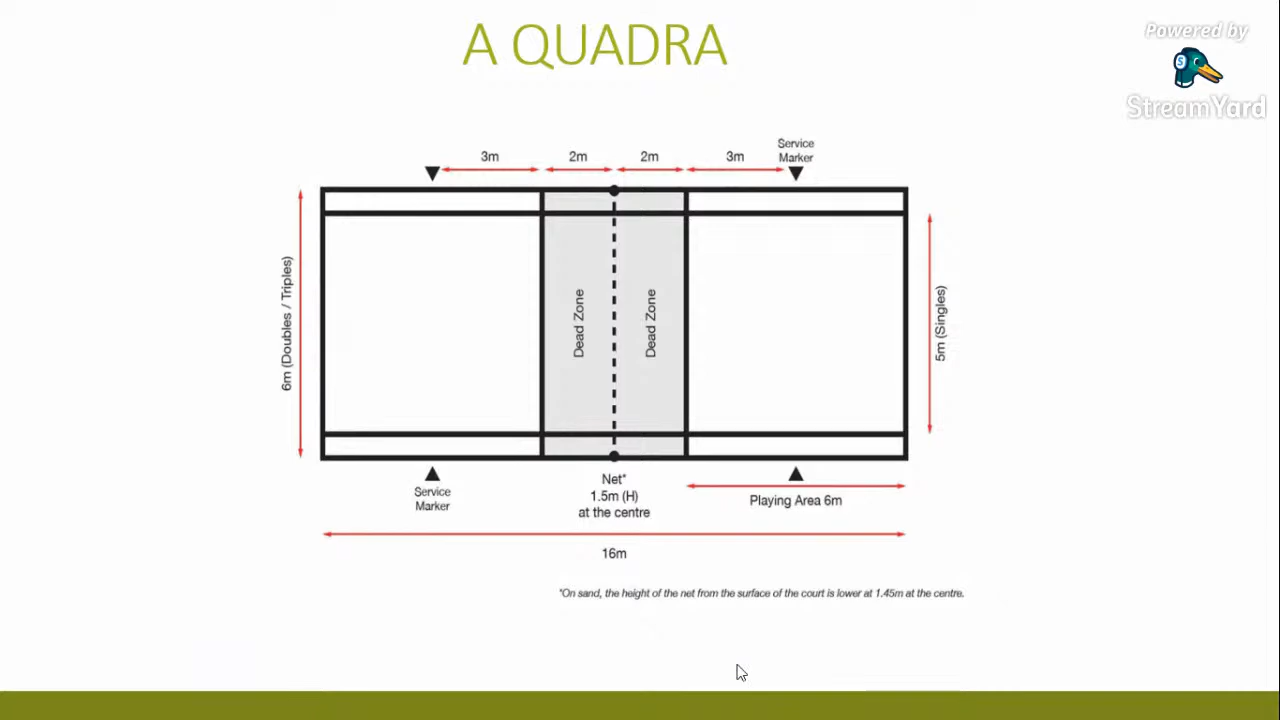 A QUADRA
Powered by
StreamYard
Service
Marker
3m
2m
2m
3m
6m (Doubles / Triples)
Dead Zone
Dead Zone
5m (Singles)
Service
Marker
Net*
1.5m (H)
at the centre
Playing Area 6m
16m
*On sand, the height of the net from the surface of the court is lower at 1.45m at the centre.